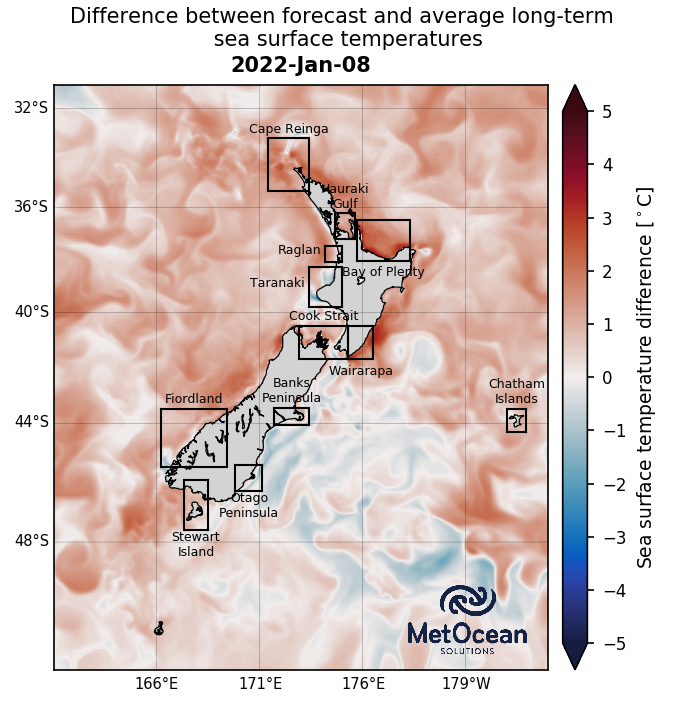 Difference between forecast and average long-term
sea surface temperatures
2022-Jan-08
32°S
36°S
40°S
44°S
48°S
Cape Reinga
Hauraki
Gulf
Raglan
Bay of Plenty
Taranaki
Cook Strait
Wairarapa
Banks
Peninsula
Fiordland
Chatham
Islands
Otago
Peninsula
Stewart
Island
MetOcean
SOLUTIONS
166°E
171°E
176°E
179°W
5
4
3
2
1
0
−1
−2
−3
−4
−5
Sea surface temperature difference [°C]